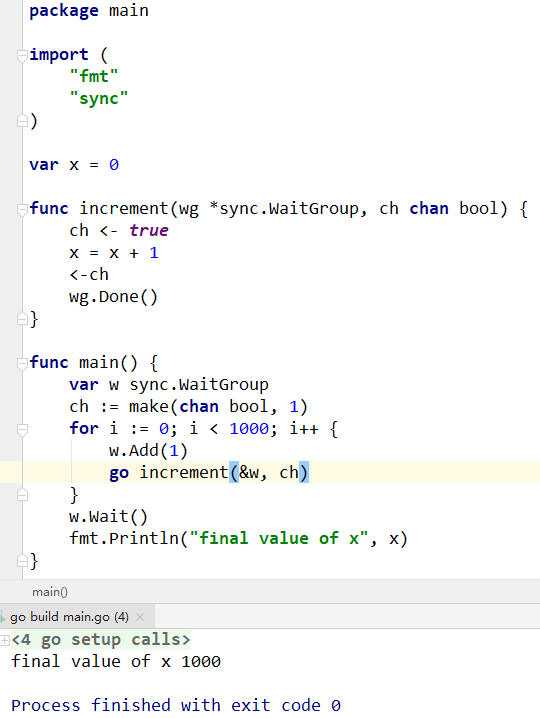 package main
import (
    "fmt"
    "sync"
)
var x = 0
func increment(wg *sync.WaitGroup, ch chan bool) {
    ch <- true
    x = x + 1
    <-ch
    wg.Done()
}
func main() {
    var w sync.WaitGroup
    ch := make(chan bool, 1)
    for i := 0; i < 1000; i++ {
        w.Add(1)
        go increment(&w, ch)
    }
    w.Wait()
    fmt.Println("final value of x", x)
}
main()
go build main.go (4)
<4 go setup calls>
final value of x 1000
Process finished with exit code 0